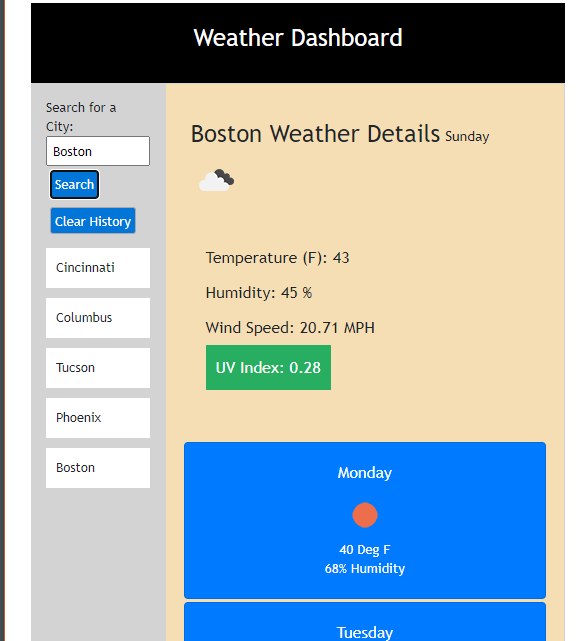 Weather Dashboard
Search for a
City:
Boston
Search
Clear History
Cincinnati
Columbus
Tucson
Phoenix
Boston
Boston Weather Details Sunday
Temperature (F): 43
Humidity: 45 %
Wind Speed: 20.71 MPH
UV Index: 0.28
Monday
40 Deg F
68% Humidity
Tuesday